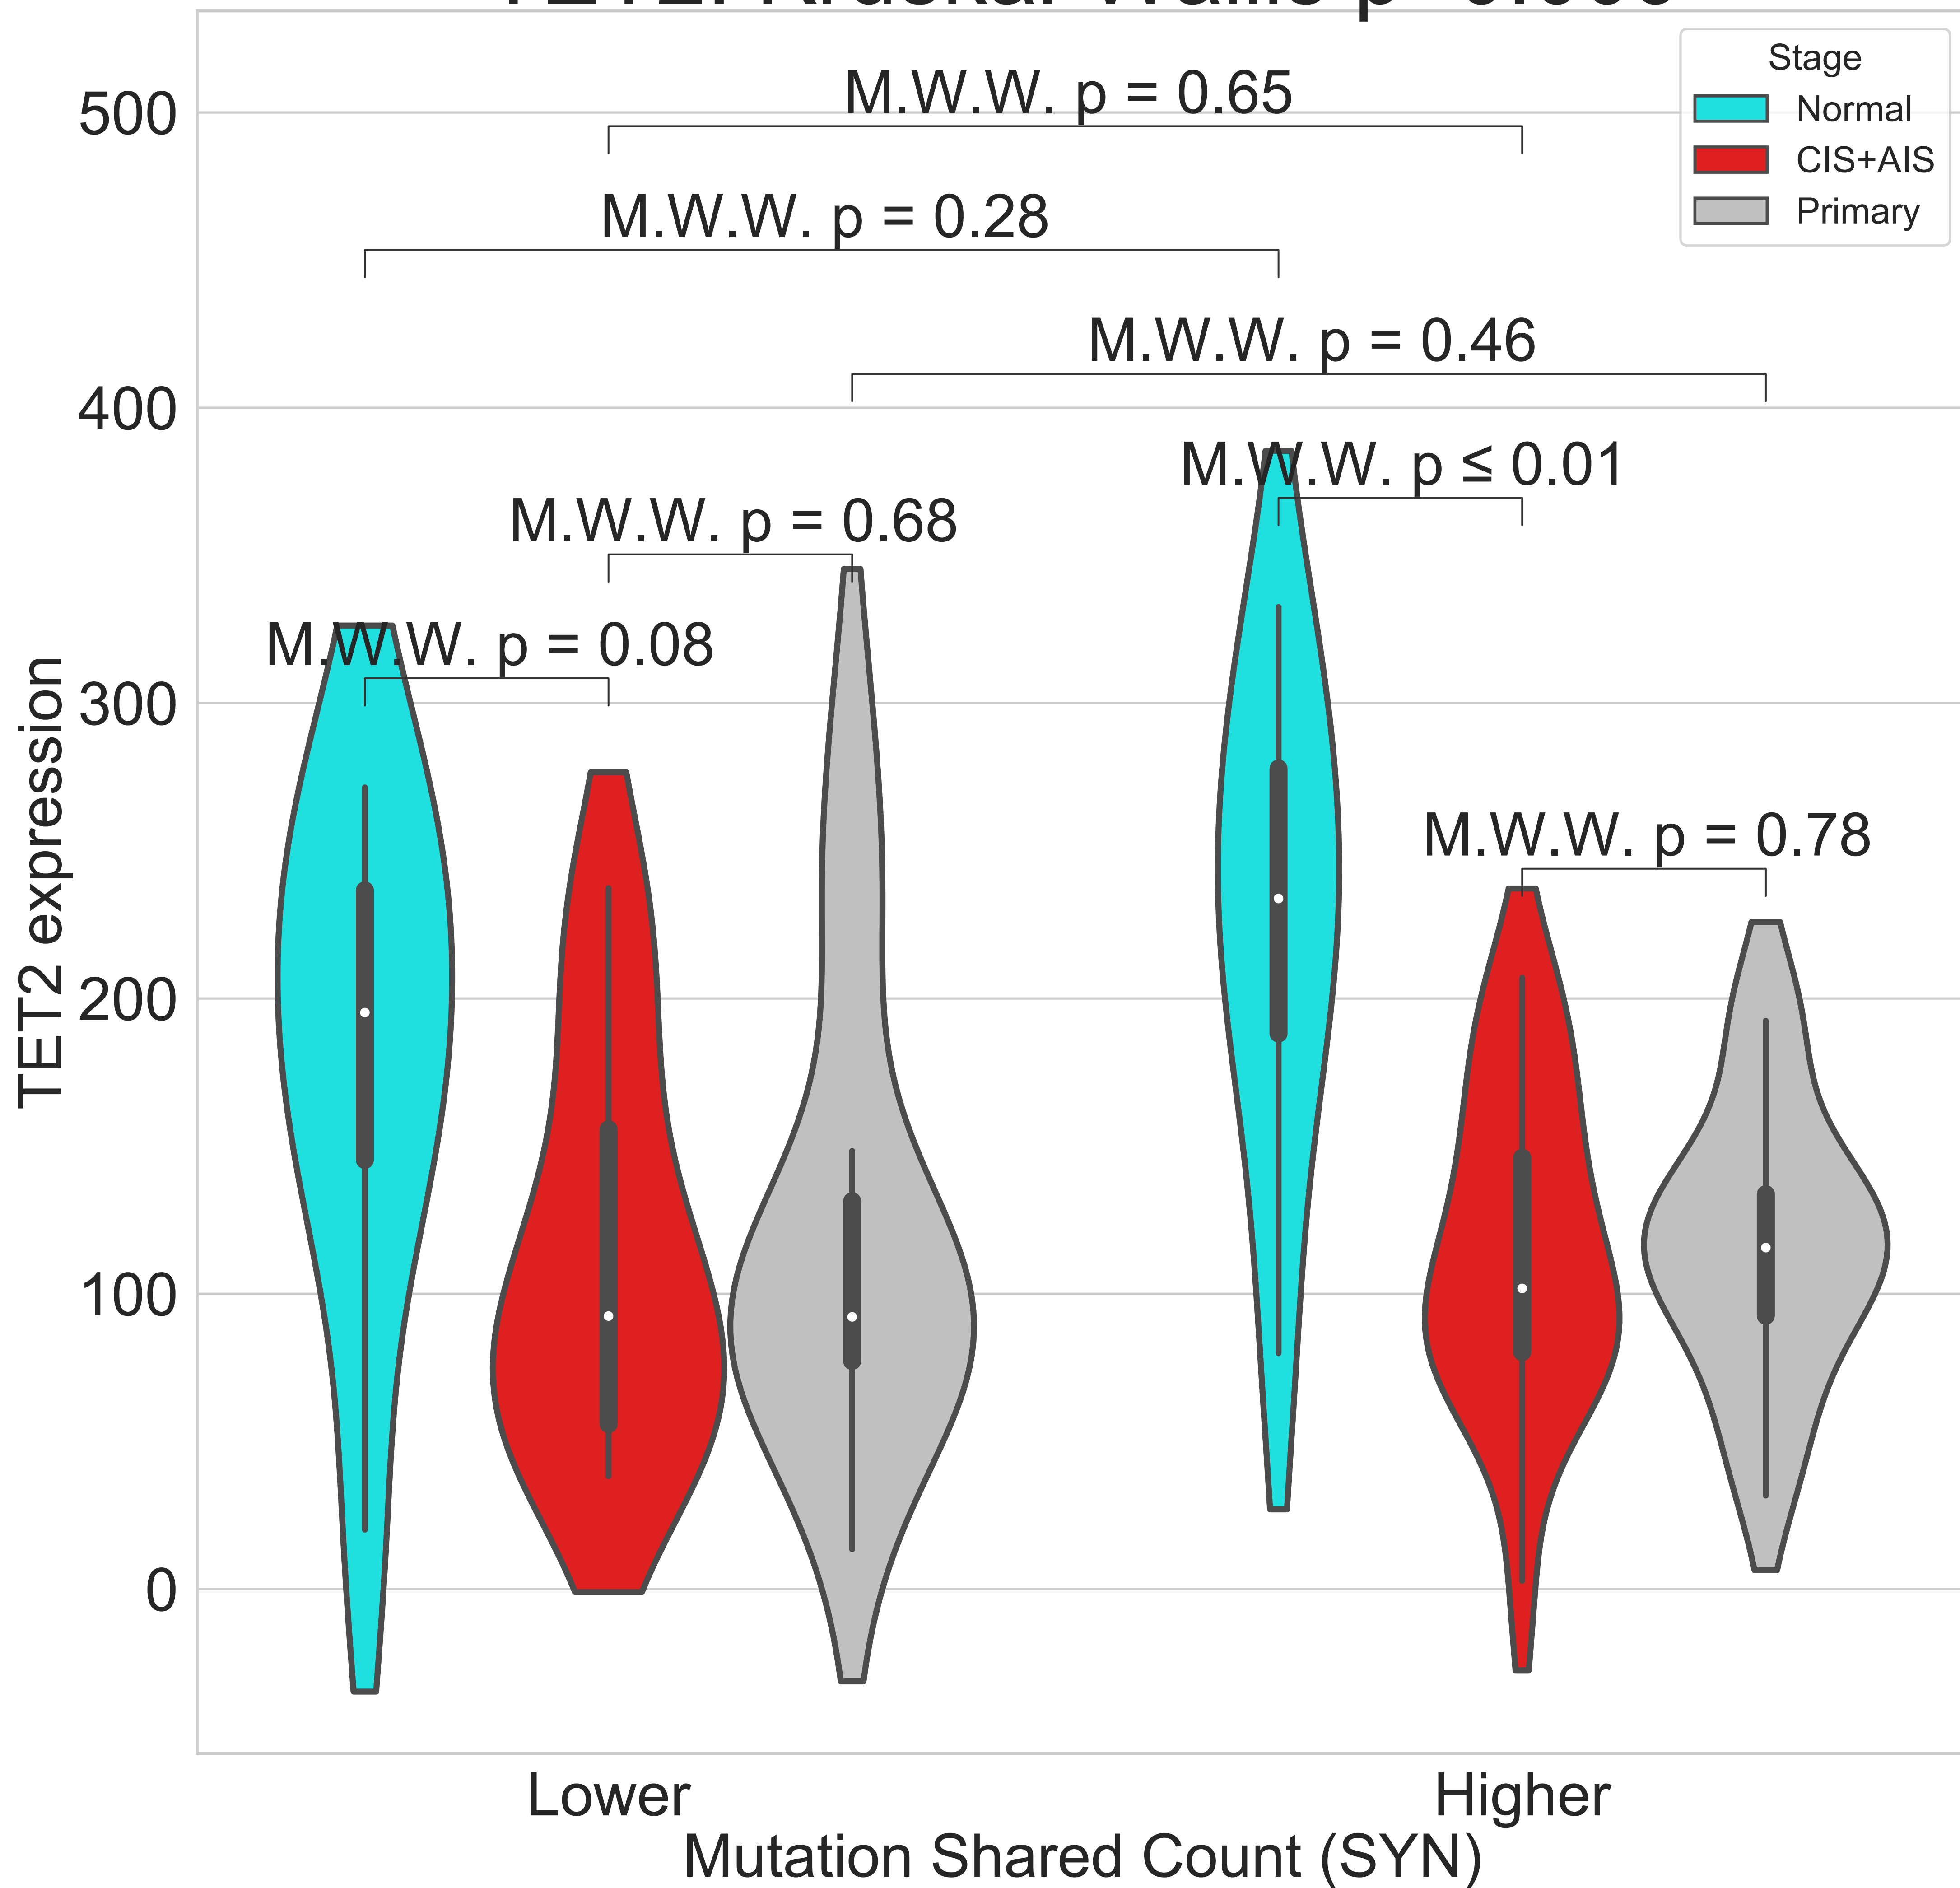 Stage
Normal
CIS+AIS
Primary
M.W.W. p = 0.65
M.W.W. p = 0.28
M.W.W. p = 0.46
M.W.W. p ≤ 0.01
M.W.W. p = 0.68
M.W.W. p = 0.08
M.W.W. p = 0.78
500
400
300
200
100
0
TET2 expression
Lower
Higher
Mutation Shared Count (SYN)